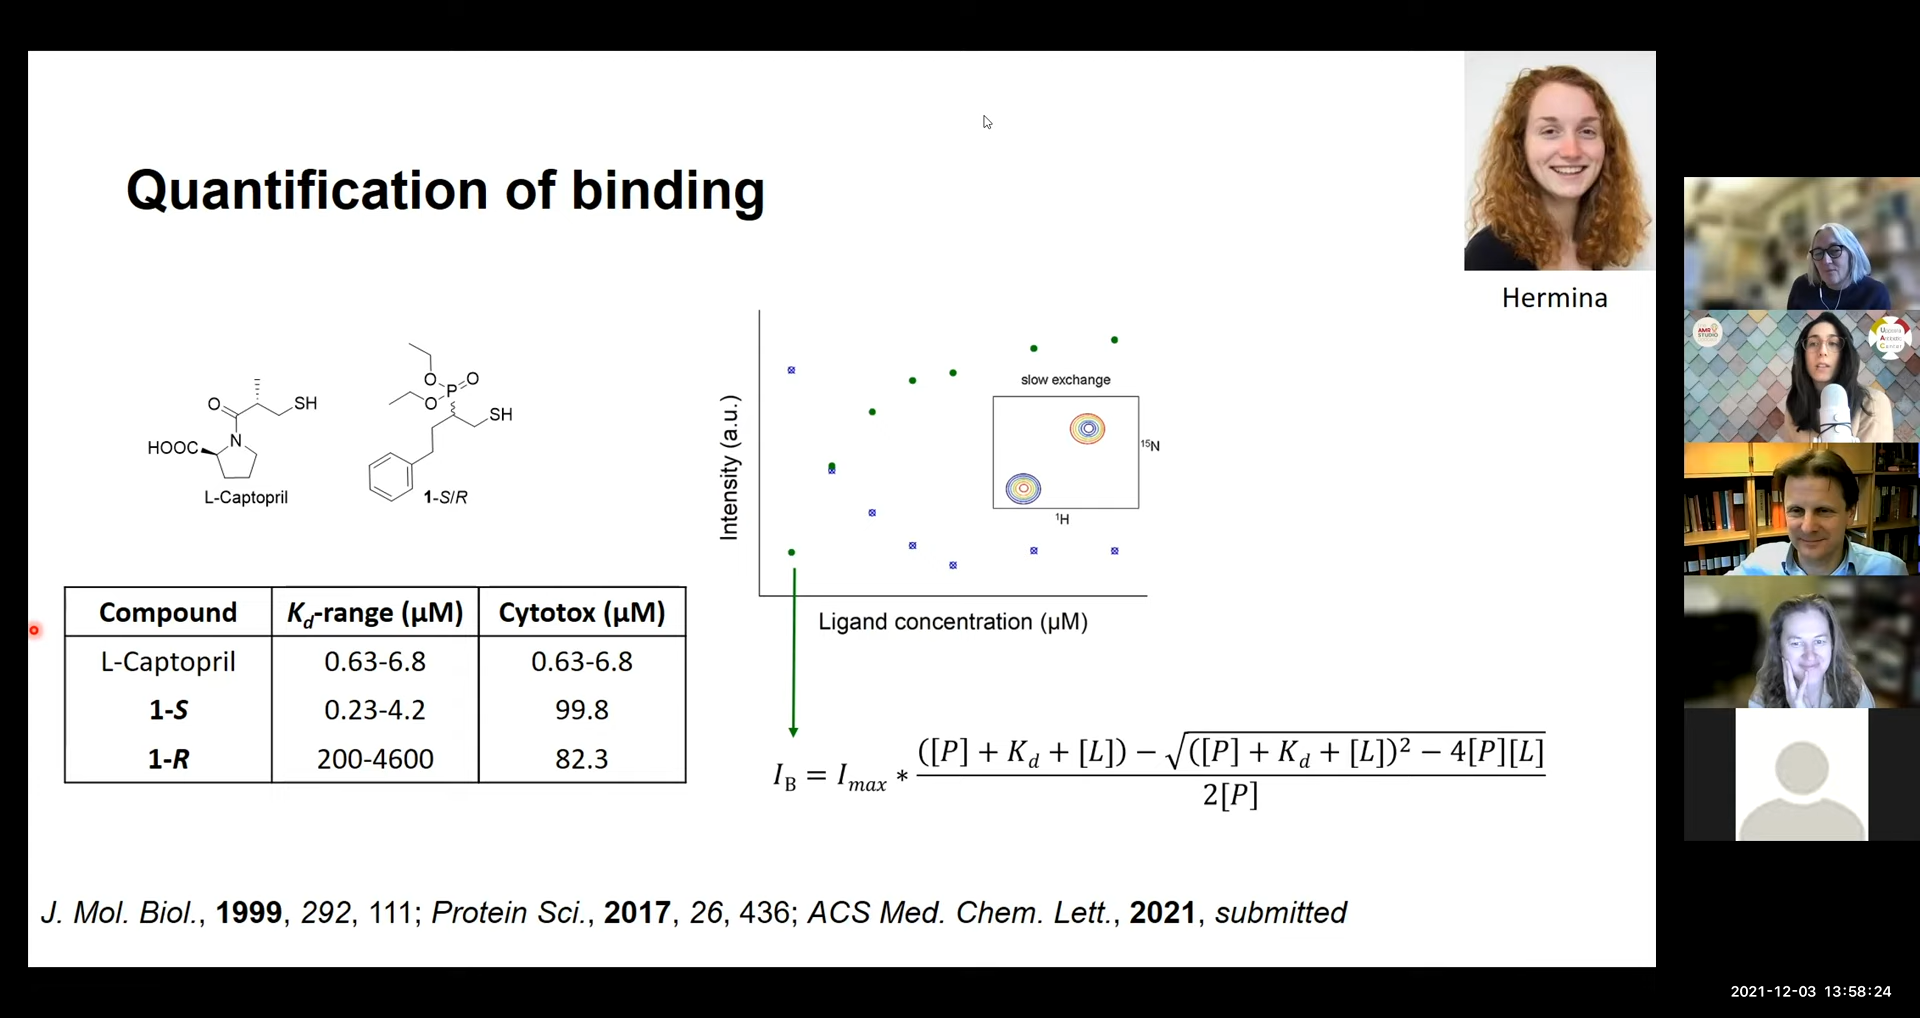 Quantification of binding
Hermina
O
SH
HOOC
N
L-Captopril
O
P
O
O
SH
1-S/R
Intensity (a.u.)
slow exchange
¹⁵N
¹H
Ligand concentration (µM)
Compound K_d-range (µM) Cytotox (µM)
L-Captopril 0.63-6.8 0.63-6.8
1-S 0.23-4.2 99.8
1-R 200-4600 82.3
I_B = I_max * (([P] + K_d + [L]) − √(([P] + K_d + [L])² − 4[P][L])) / 2[P]
J. Mol. Biol., 1999, 292, 111; Protein Sci., 2017, 26, 436; ACS Med. Chem. Lett., 2021, submitted
AMR
STUDIO
2021-12-03 13:58:24